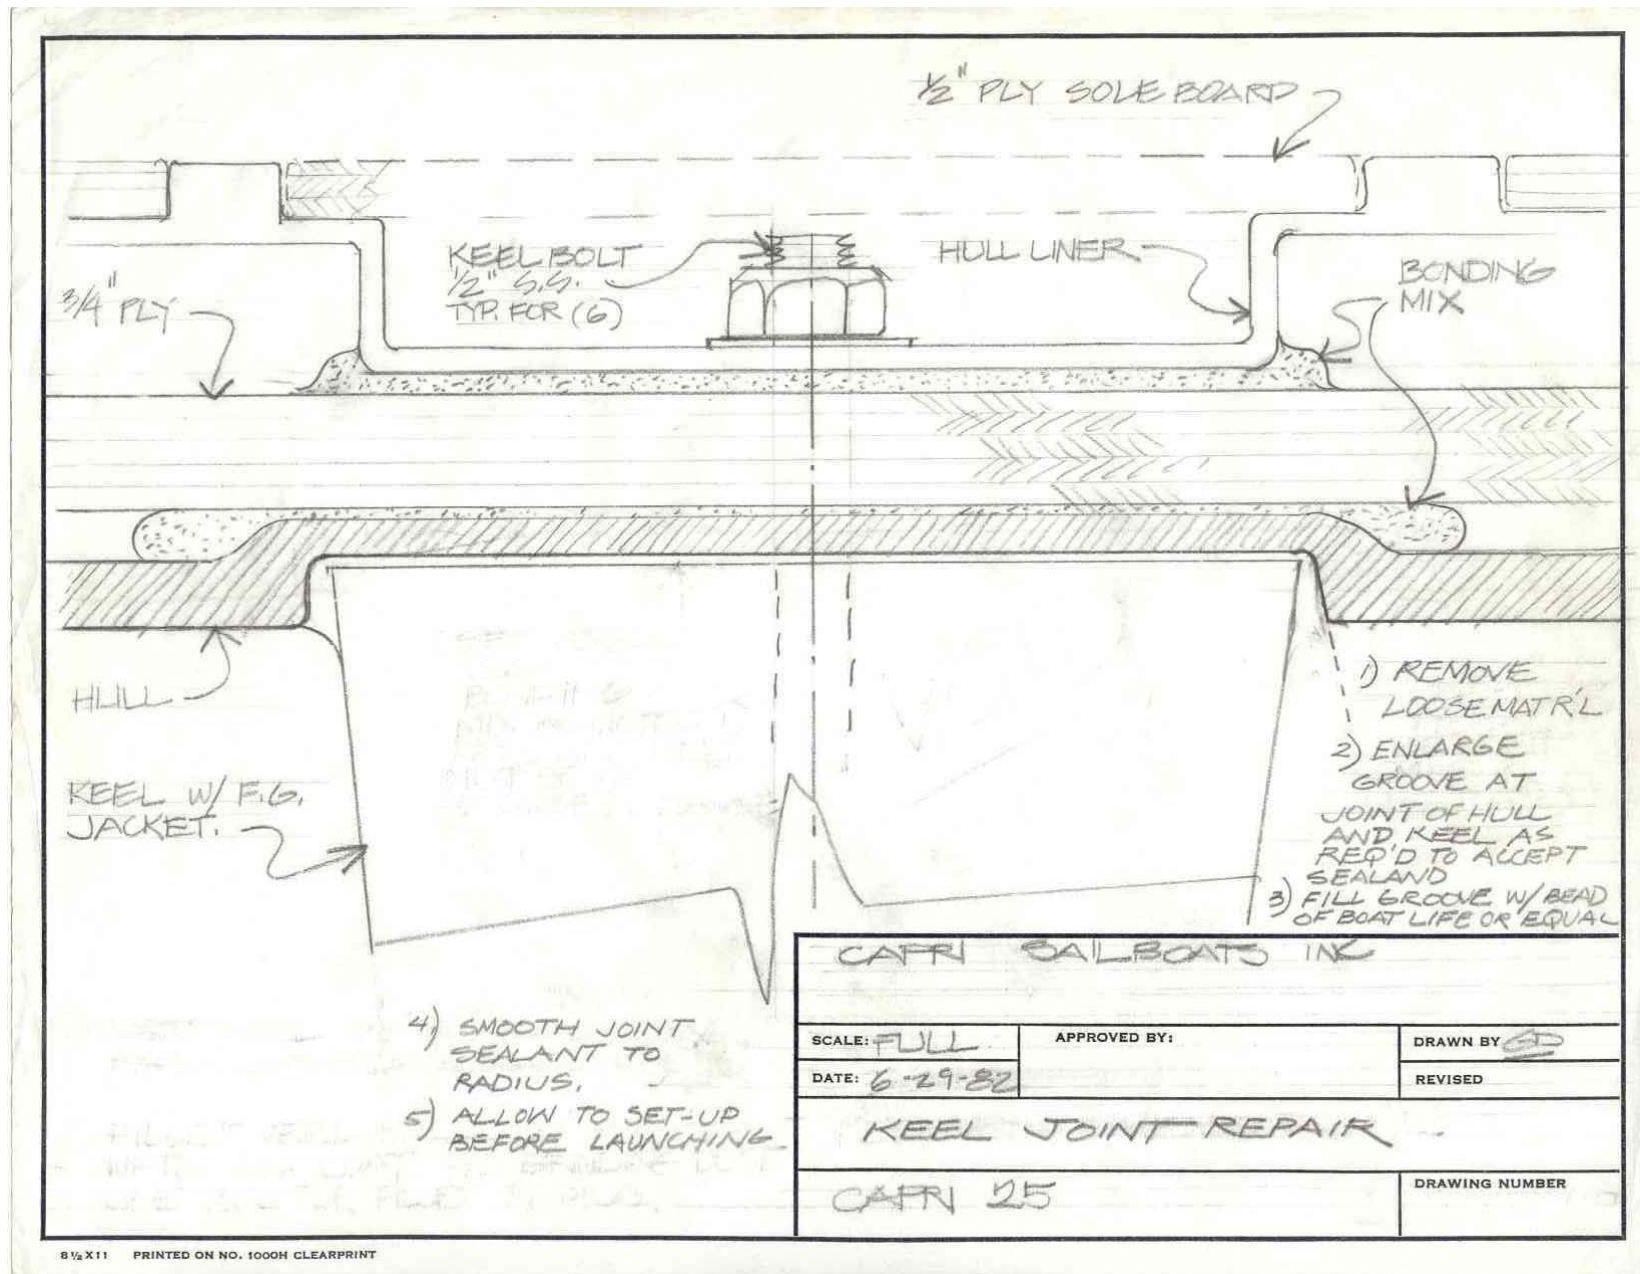 1/2" PLY SOLE BOARD
KEEL BOLT
1/2" S.S.
TYP. FOR (6)
HULL LINER
BONDING
MIX
3/4" PLY
HULL
KEEL W/ F.G.
JACKET.
1) REMOVE
LOOSE MATR'L
2) ENLARGE
GROOVE AT
JOINT OF HULL
AND KEEL AS
REQ'D TO ACCEPT
SEALAND
3) FILL GROOVE W/ BEAD
OF BOAT LIFE OR EQUAL
4) SMOOTH JOINT
SEALANT TO
RADIUS.
5) ALLOW TO SET-UP
BEFORE LAUNCHING
CAPRI SAILBOATS INC
SCALE: FULL
APPROVED BY:
DRAWN BY
DATE: 6-29-82
REVISED
KEEL JOINT REPAIR
CAPRI 25
DRAWING NUMBER
8 1/2 X 11 PRINTED ON NO. 1000H CLEARPRINT